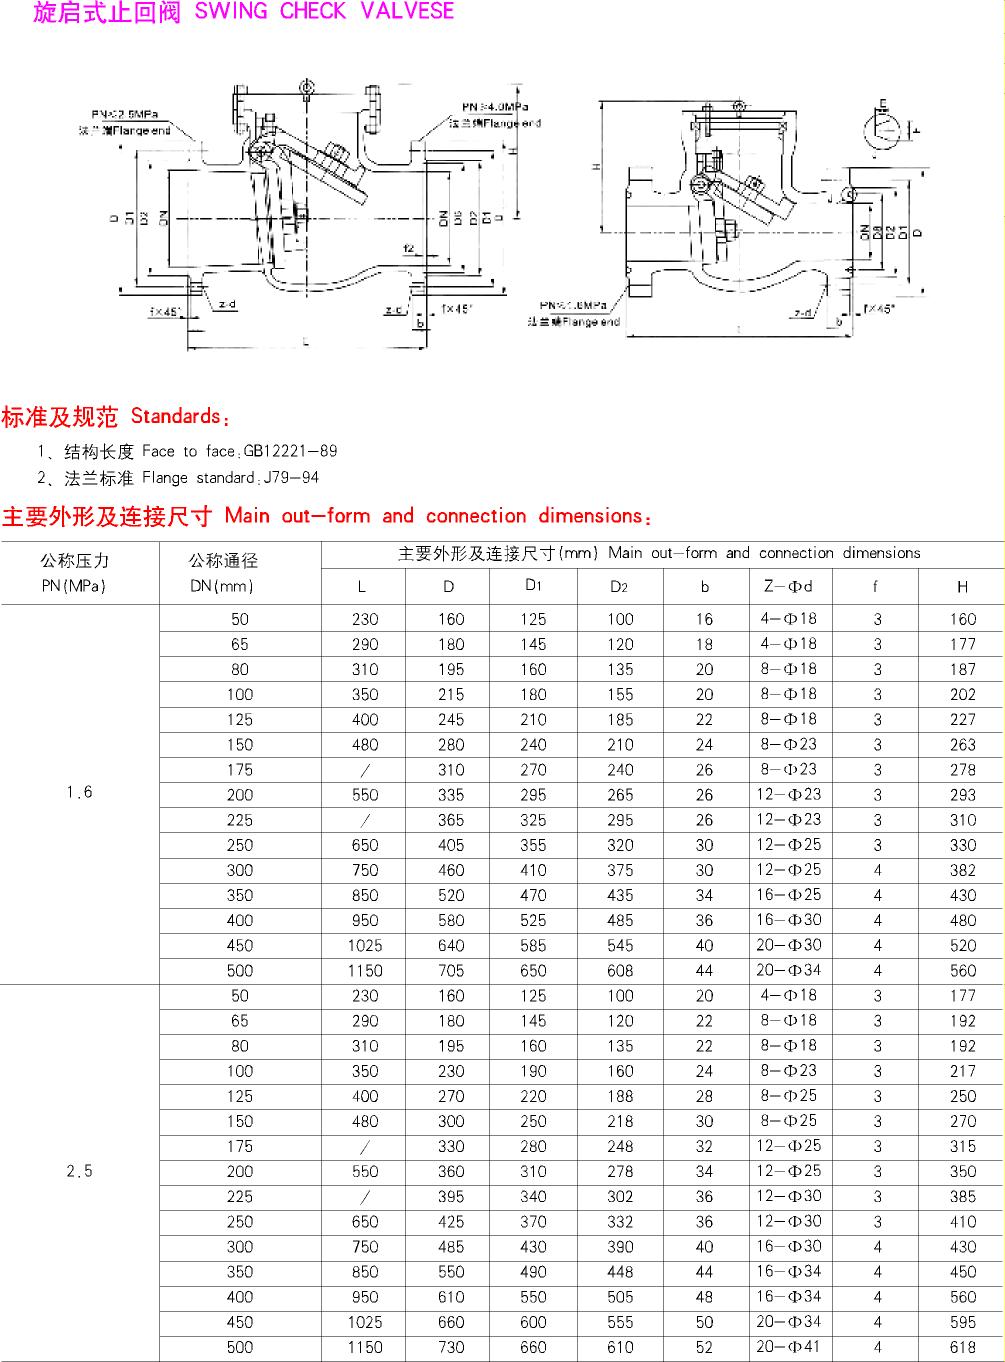 旋启式止回阀 SWING CHECK VALVESE
PN≤2.5MPa
法兰端Flange end
PN≥4.0MPa
法兰端Flange end
H
D D1 D2 DN
DN D6 D2 D1 D
f2
f×45° z-d z-d f×45°
b
L
H
DN D6 D2 D1 D
PN≤1.6MPa
法兰端Flange end
z-d b f×45°
L
标准及规范 Standards:
1、结构长度 Face to face:GB12221-89
2、法兰标准 Flange standard:J79-94
主要外形及连接尺寸 Main out-form and connection dimensions:
公称压力 PN(MPa) 公称通径 DN(mm) 主要外形及连接尺寸(mm) Main out-form and connection dimensions
L D D1 D2 b Z-Φd f H
1.6
50 230 160 125 100 16 4-Φ18 3 160
65 290 180 145 120 18 4-Φ18 3 177
80 310 195 160 135 20 8-Φ18 3 187
100 350 215 180 155 20 8-Φ18 3 202
125 400 245 210 185 22 8-Φ18 3 227
150 480 280 240 210 24 8-Φ23 3 263
175 / 310 270 240 26 8-Φ23 3 278
200 550 335 295 265 26 12-Φ23 3 293
225 / 365 325 295 26 12-Φ23 3 310
250 650 405 355 320 30 12-Φ25 3 330
300 750 460 410 375 30 12-Φ25 4 382
350 850 520 470 435 34 16-Φ25 4 430
400 950 580 525 485 36 16-Φ30 4 480
450 1025 640 585 545 40 20-Φ30 4 520
500 1150 705 650 608 44 20-Φ34 4 560
2.5
50 230 160 125 100 20 4-Φ18 3 177
65 290 180 145 120 22 8-Φ18 3 192
80 310 195 160 135 22 8-Φ18 3 192
100 350 230 190 160 24 8-Φ23 3 217
125 400 270 220 188 28 8-Φ25 3 250
150 480 300 250 218 30 8-Φ25 3 270
175 / 330 280 248 32 12-Φ25 3 315
200 550 360 310 278 34 12-Φ25 3 350
225 / 395 340 302 36 12-Φ30 3 385
250 650 425 370 332 36 12-Φ30 3 410
300 750 485 430 390 40 16-Φ30 4 430
350 850 550 490 448 44 16-Φ34 4 450
400 950 610 550 505 48 16-Φ34 4 560
450 1025 660 600 555 50 20-Φ34 4 595
500 1150 730 660 610 52 20-Φ41 4 618